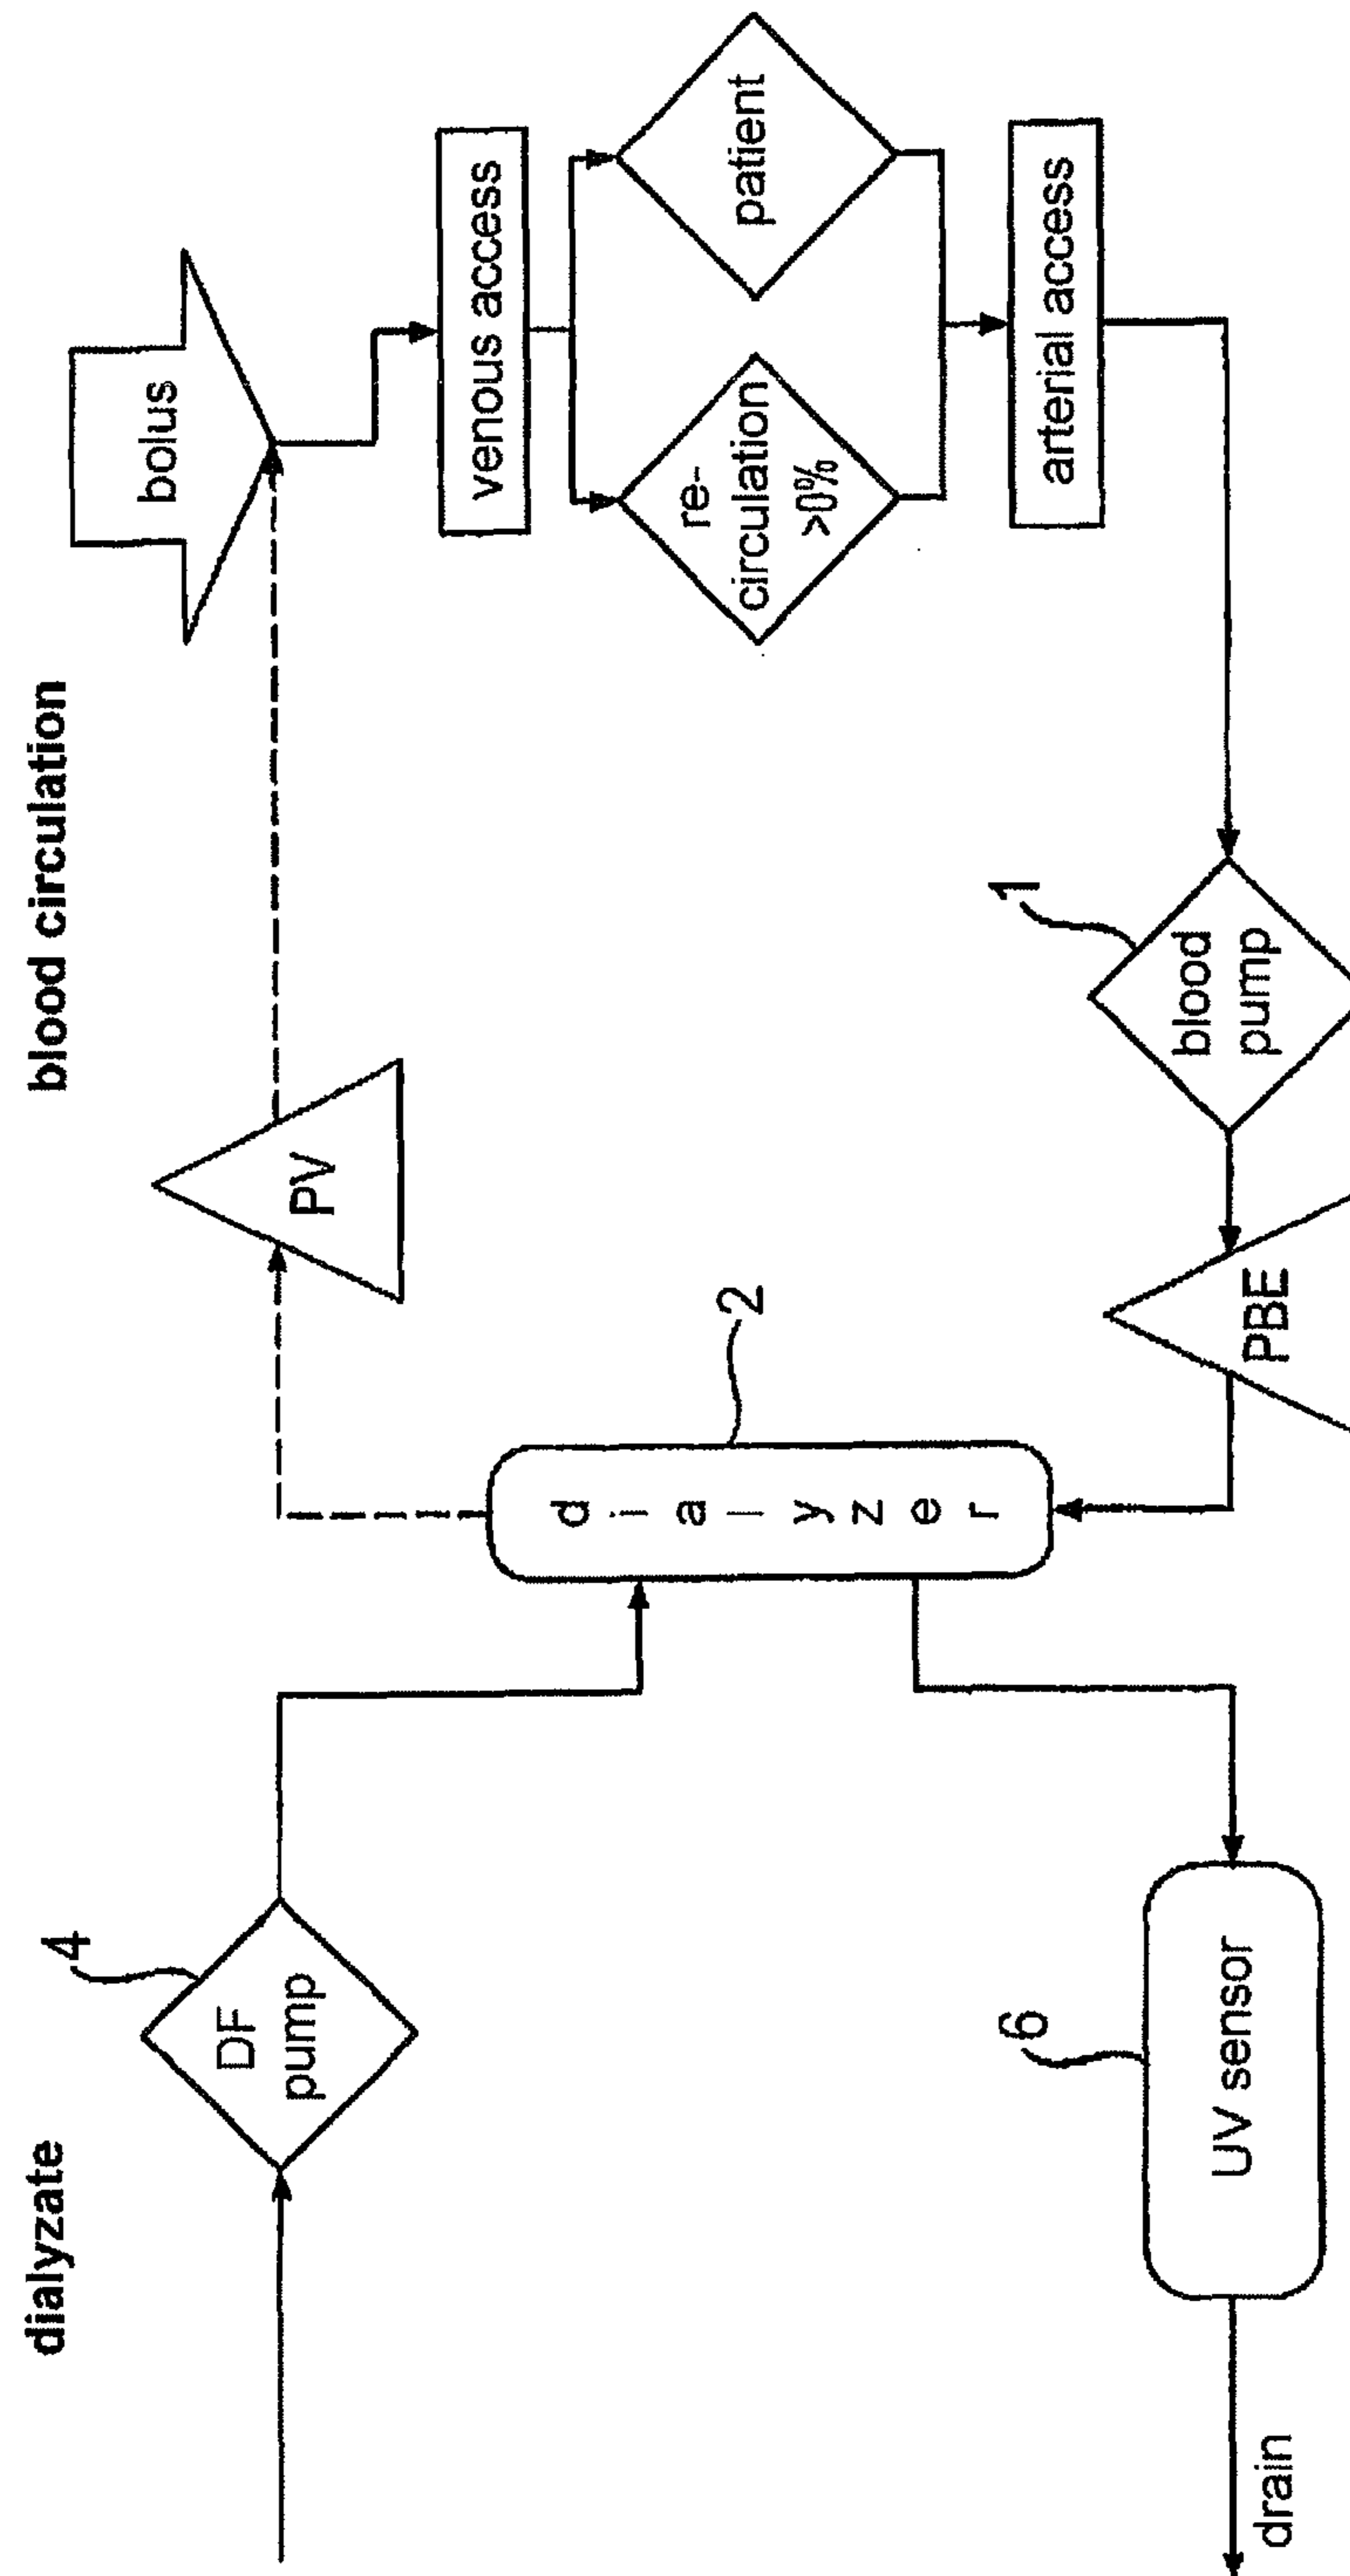 dialyzate
blood circulation
4
DF
pump
PV
bolus
venous access
2
dialyzer
re-
circulation
>0%
patient
arterial access
1
blood
pump
PBE
6
UV sensor
drain